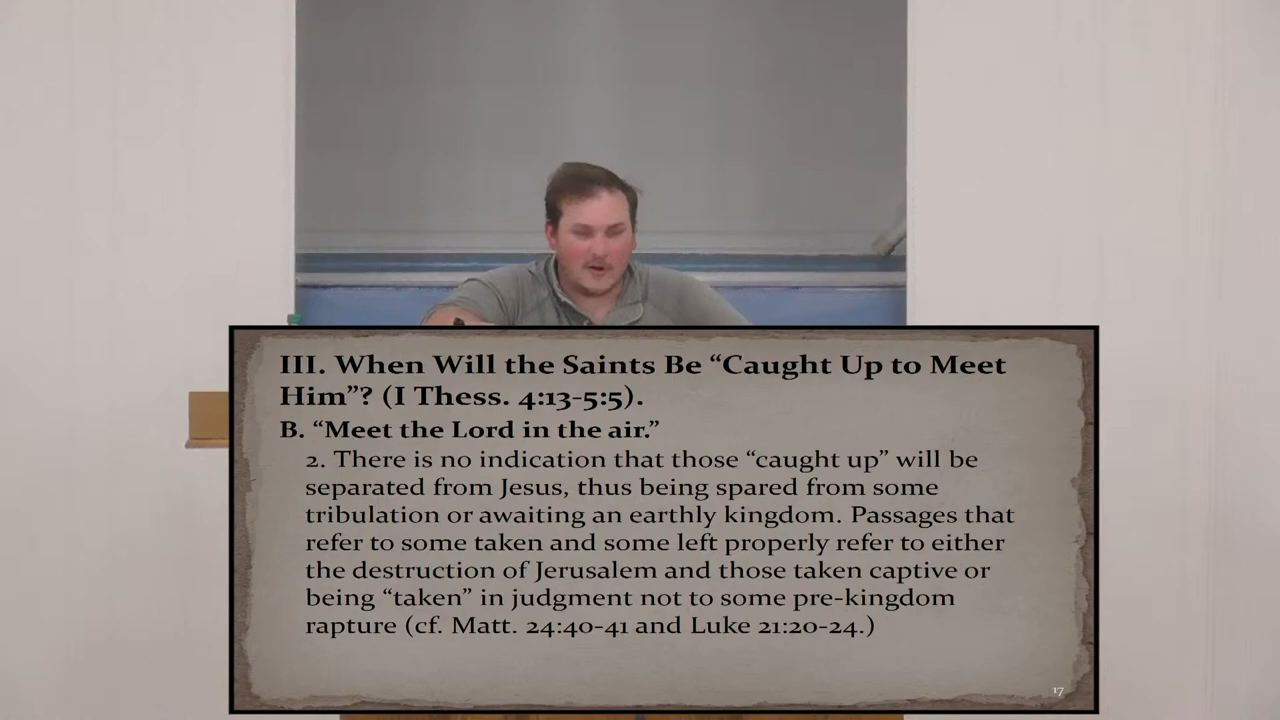 III. When Will the Saints Be “Caught Up to Meet
Him”? (I Thess. 4:13-5:5).
B. “Meet the Lord in the air.”
2. There is no indication that those “caught up” will be
separated from Jesus, thus being spared from some
tribulation or awaiting an earthly kingdom. Passages that
refer to some taken and some left properly refer to either
the destruction of Jerusalem and those taken captive or
being “taken” in judgment not to some pre-kingdom
rapture (cf. Matt. 24:40-41 and Luke 21:20-24.)
17